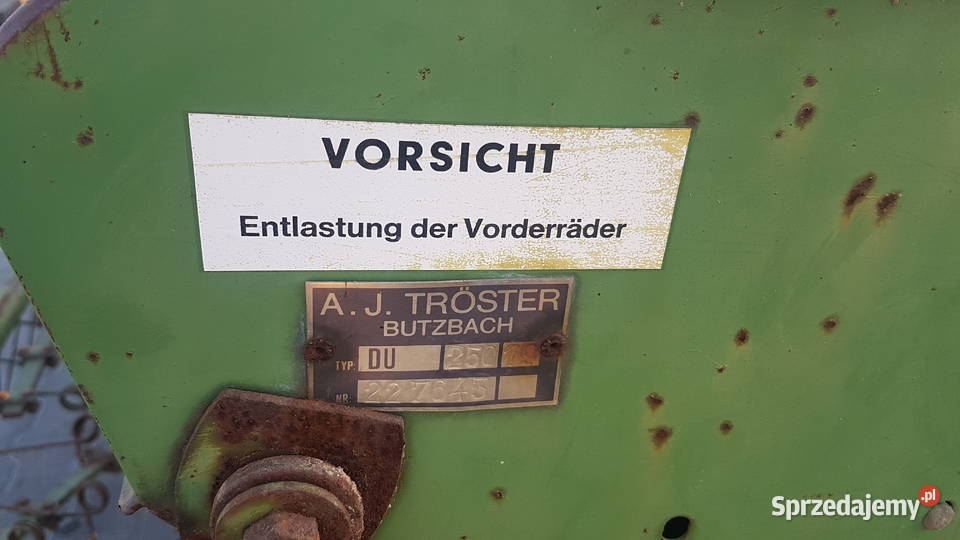 VORSICHT
Entlastung der Vorderräder
A. J. TRÖSTER
BUTZBACH
TYP: DU 250
NR.
Sprzedajemy.pl